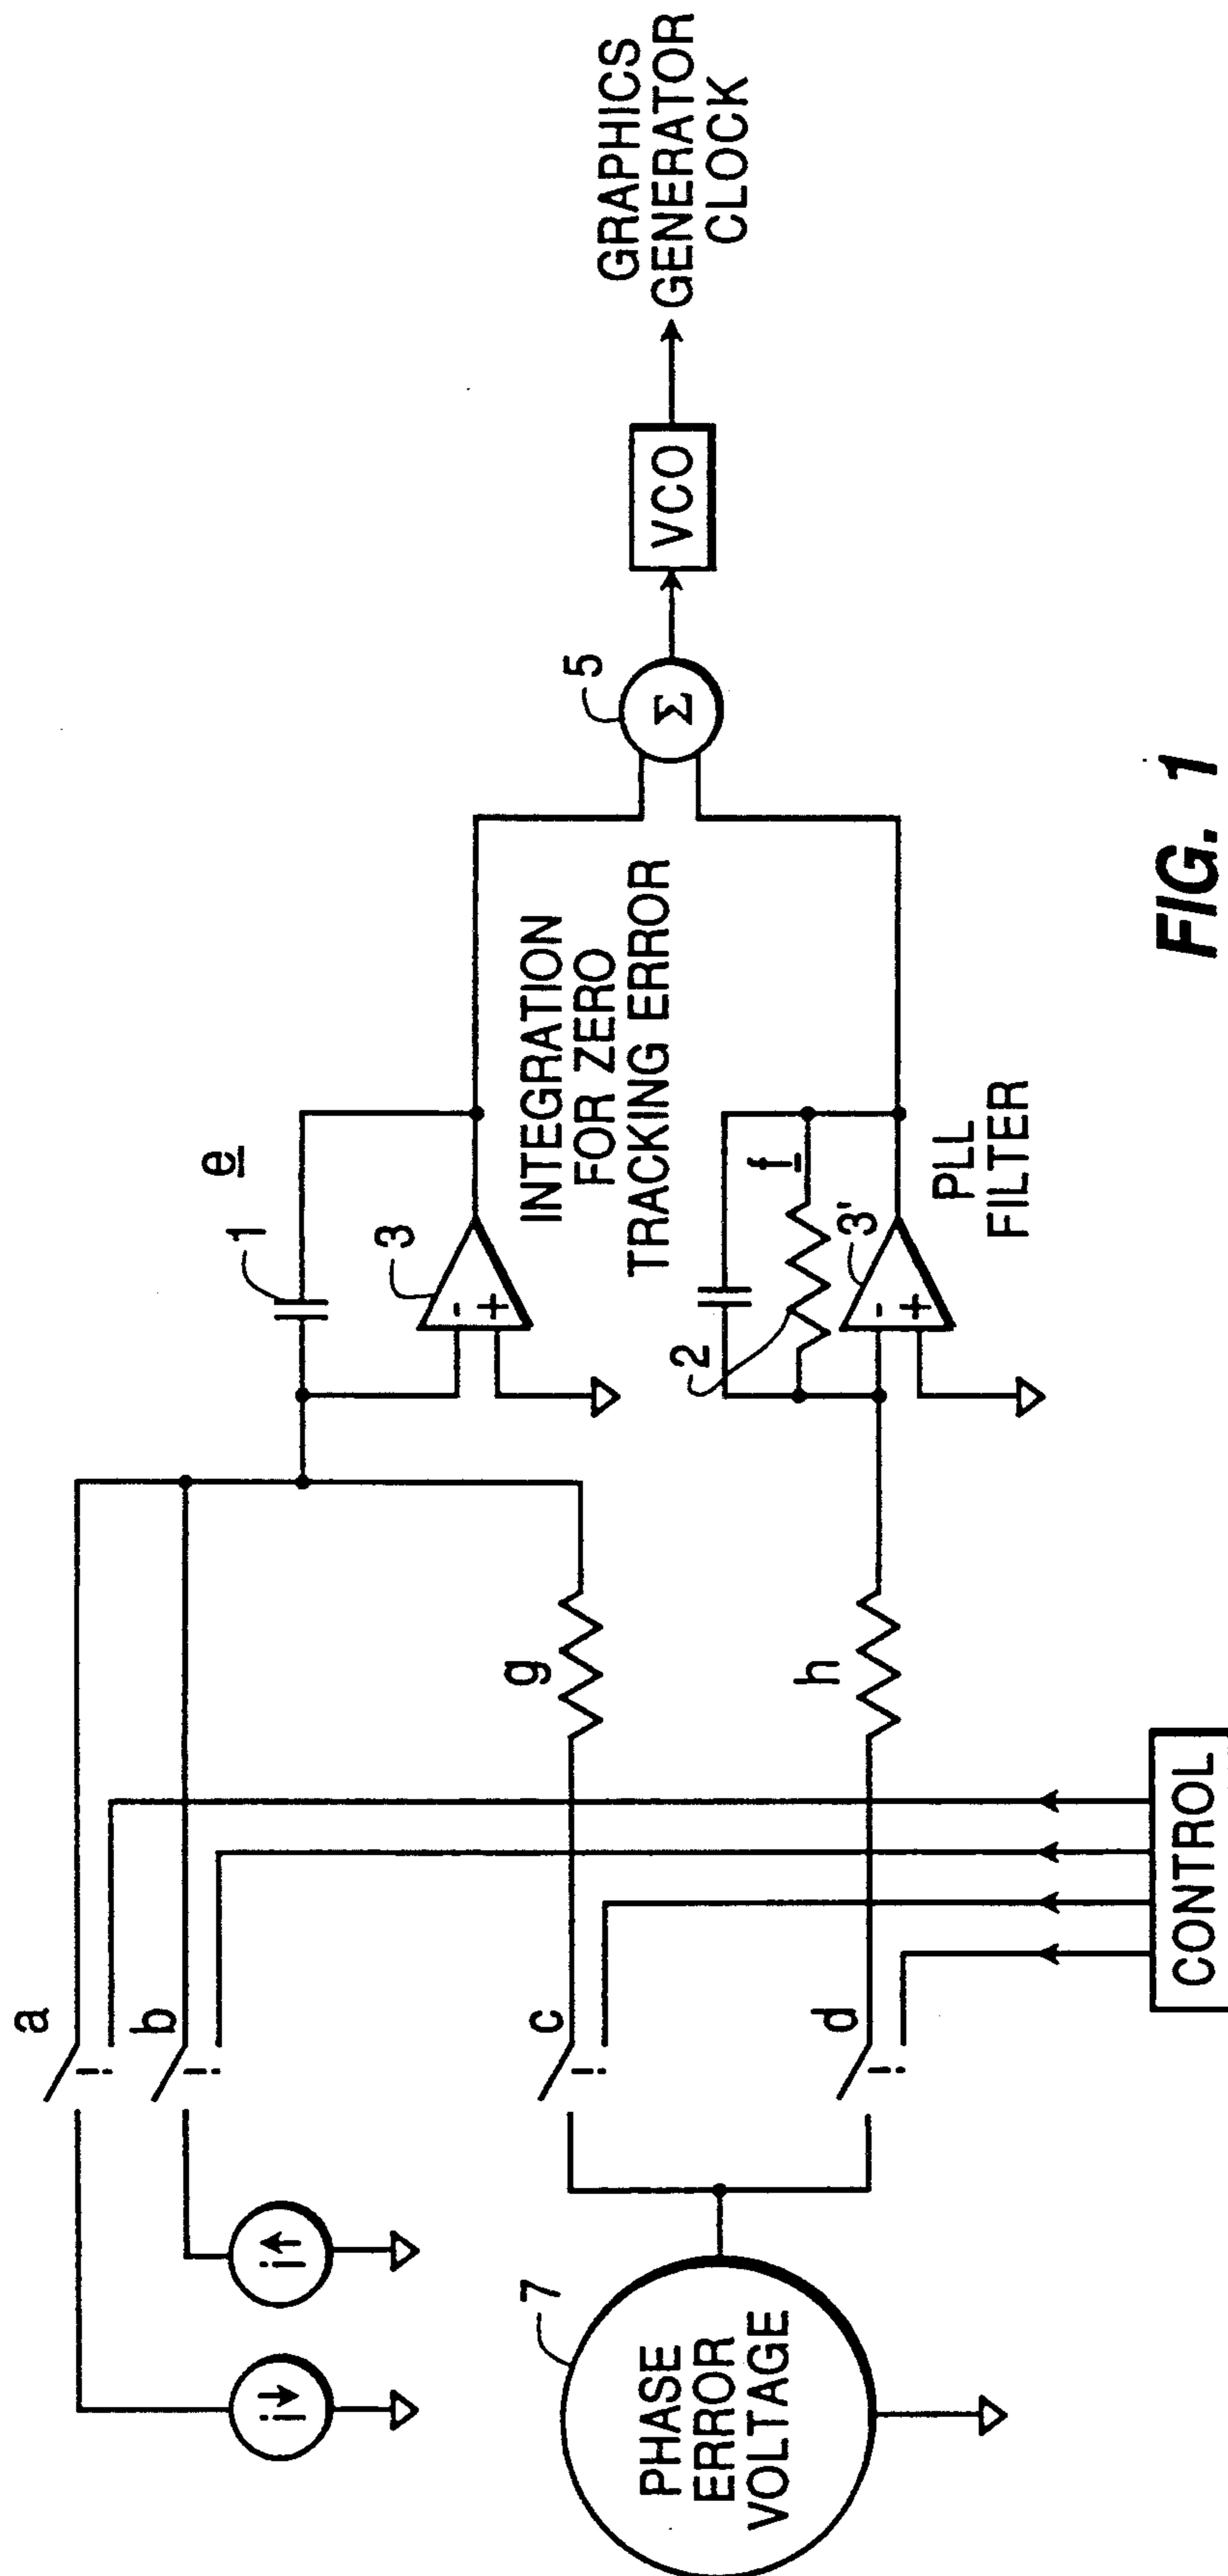 a
b
c
d
i↓
i↑
7
PHASE
ERROR
VOLTAGE
CONTROL
g
h
e
1
3
- +
INTEGRATION
FOR ZERO
TRACKING ERROR
2
f
3'
- +
PLL
FILTER
5
Σ
VCO
GRAPHICS
GENERATOR
CLOCK
FIG. 1